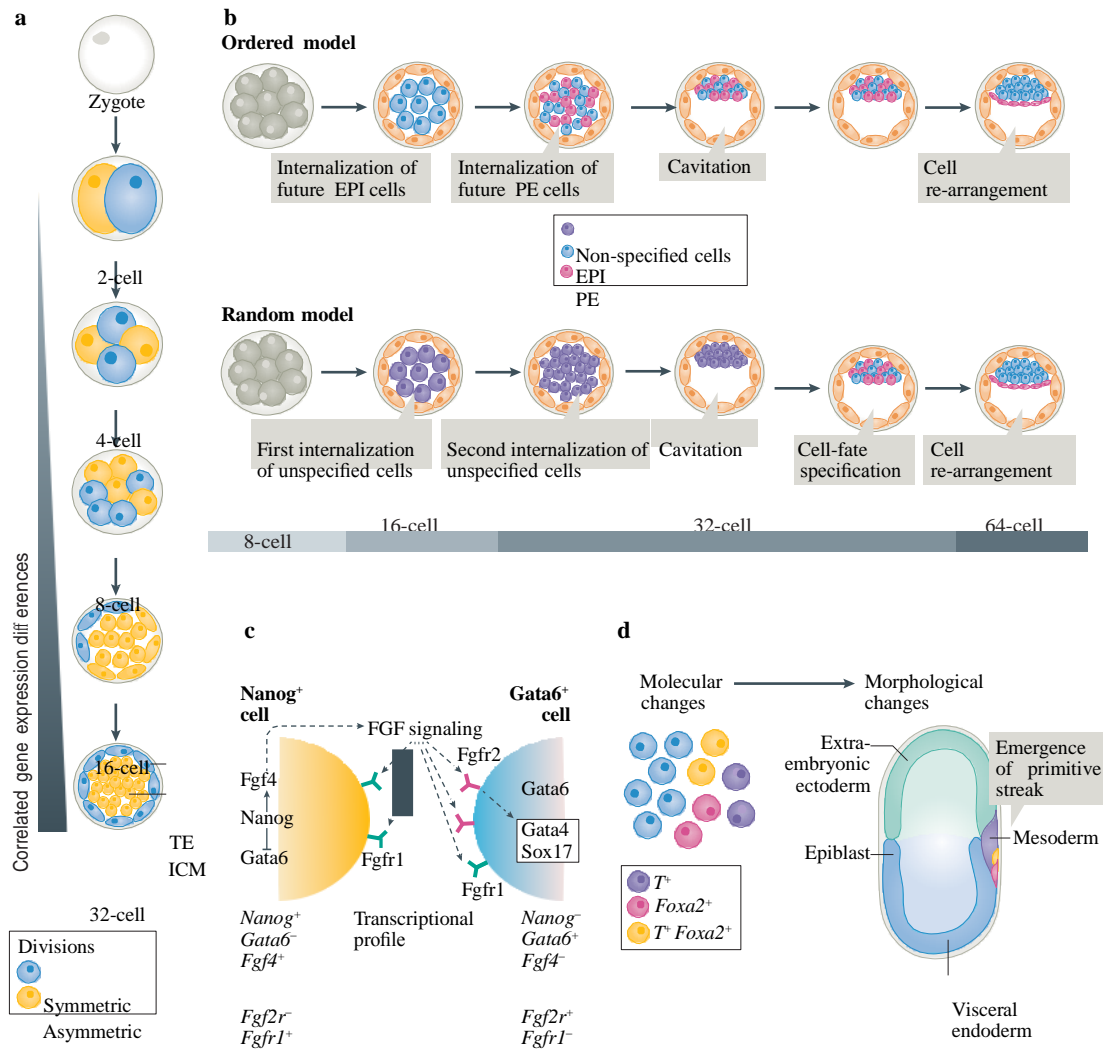 a
Zygote
2-cell
4-cell
8-cell
16-cell
TE
ICM
32-cell
Correlated gene expression diff erences
Divisions
Symmetric
Asymmetric
b
Ordered model
Internalization of
future EPI cells
Internalization of
future PE cells
Cavitation
Cell
re-arrangement
Non-specified cells
EPI
PE
Random model
First internalization
of unspecified cells
Second internalization of
unspecified cells
Cavitation
Cell-fate
specification
Cell
re-arrangement
8-cell
16-cell
32-cell
64-cell
c
Nanog⁺
cell
Gata6⁺
cell
FGF signaling
Fgfr2
Fgf4
Nanog
Gata6
Fgfr1
Gata6
Gata4
Sox17
Fgfr1
Nanog⁺
Gata6⁻
Fgf4⁺
Fgf2r⁻
Fgfr1⁺
Transcriptional
profile
Nanog⁻
Gata6⁺
Fgf4⁻
Fgf2r⁺
Fgfr1⁻
d
Molecular
changes
Morphological
changes
Extra-
embryonic
ectoderm
Emergence
of primitive
streak
Mesoderm
Epiblast
T⁺
Foxa2⁺
T⁺ Foxa2⁺
Visceral
endoderm